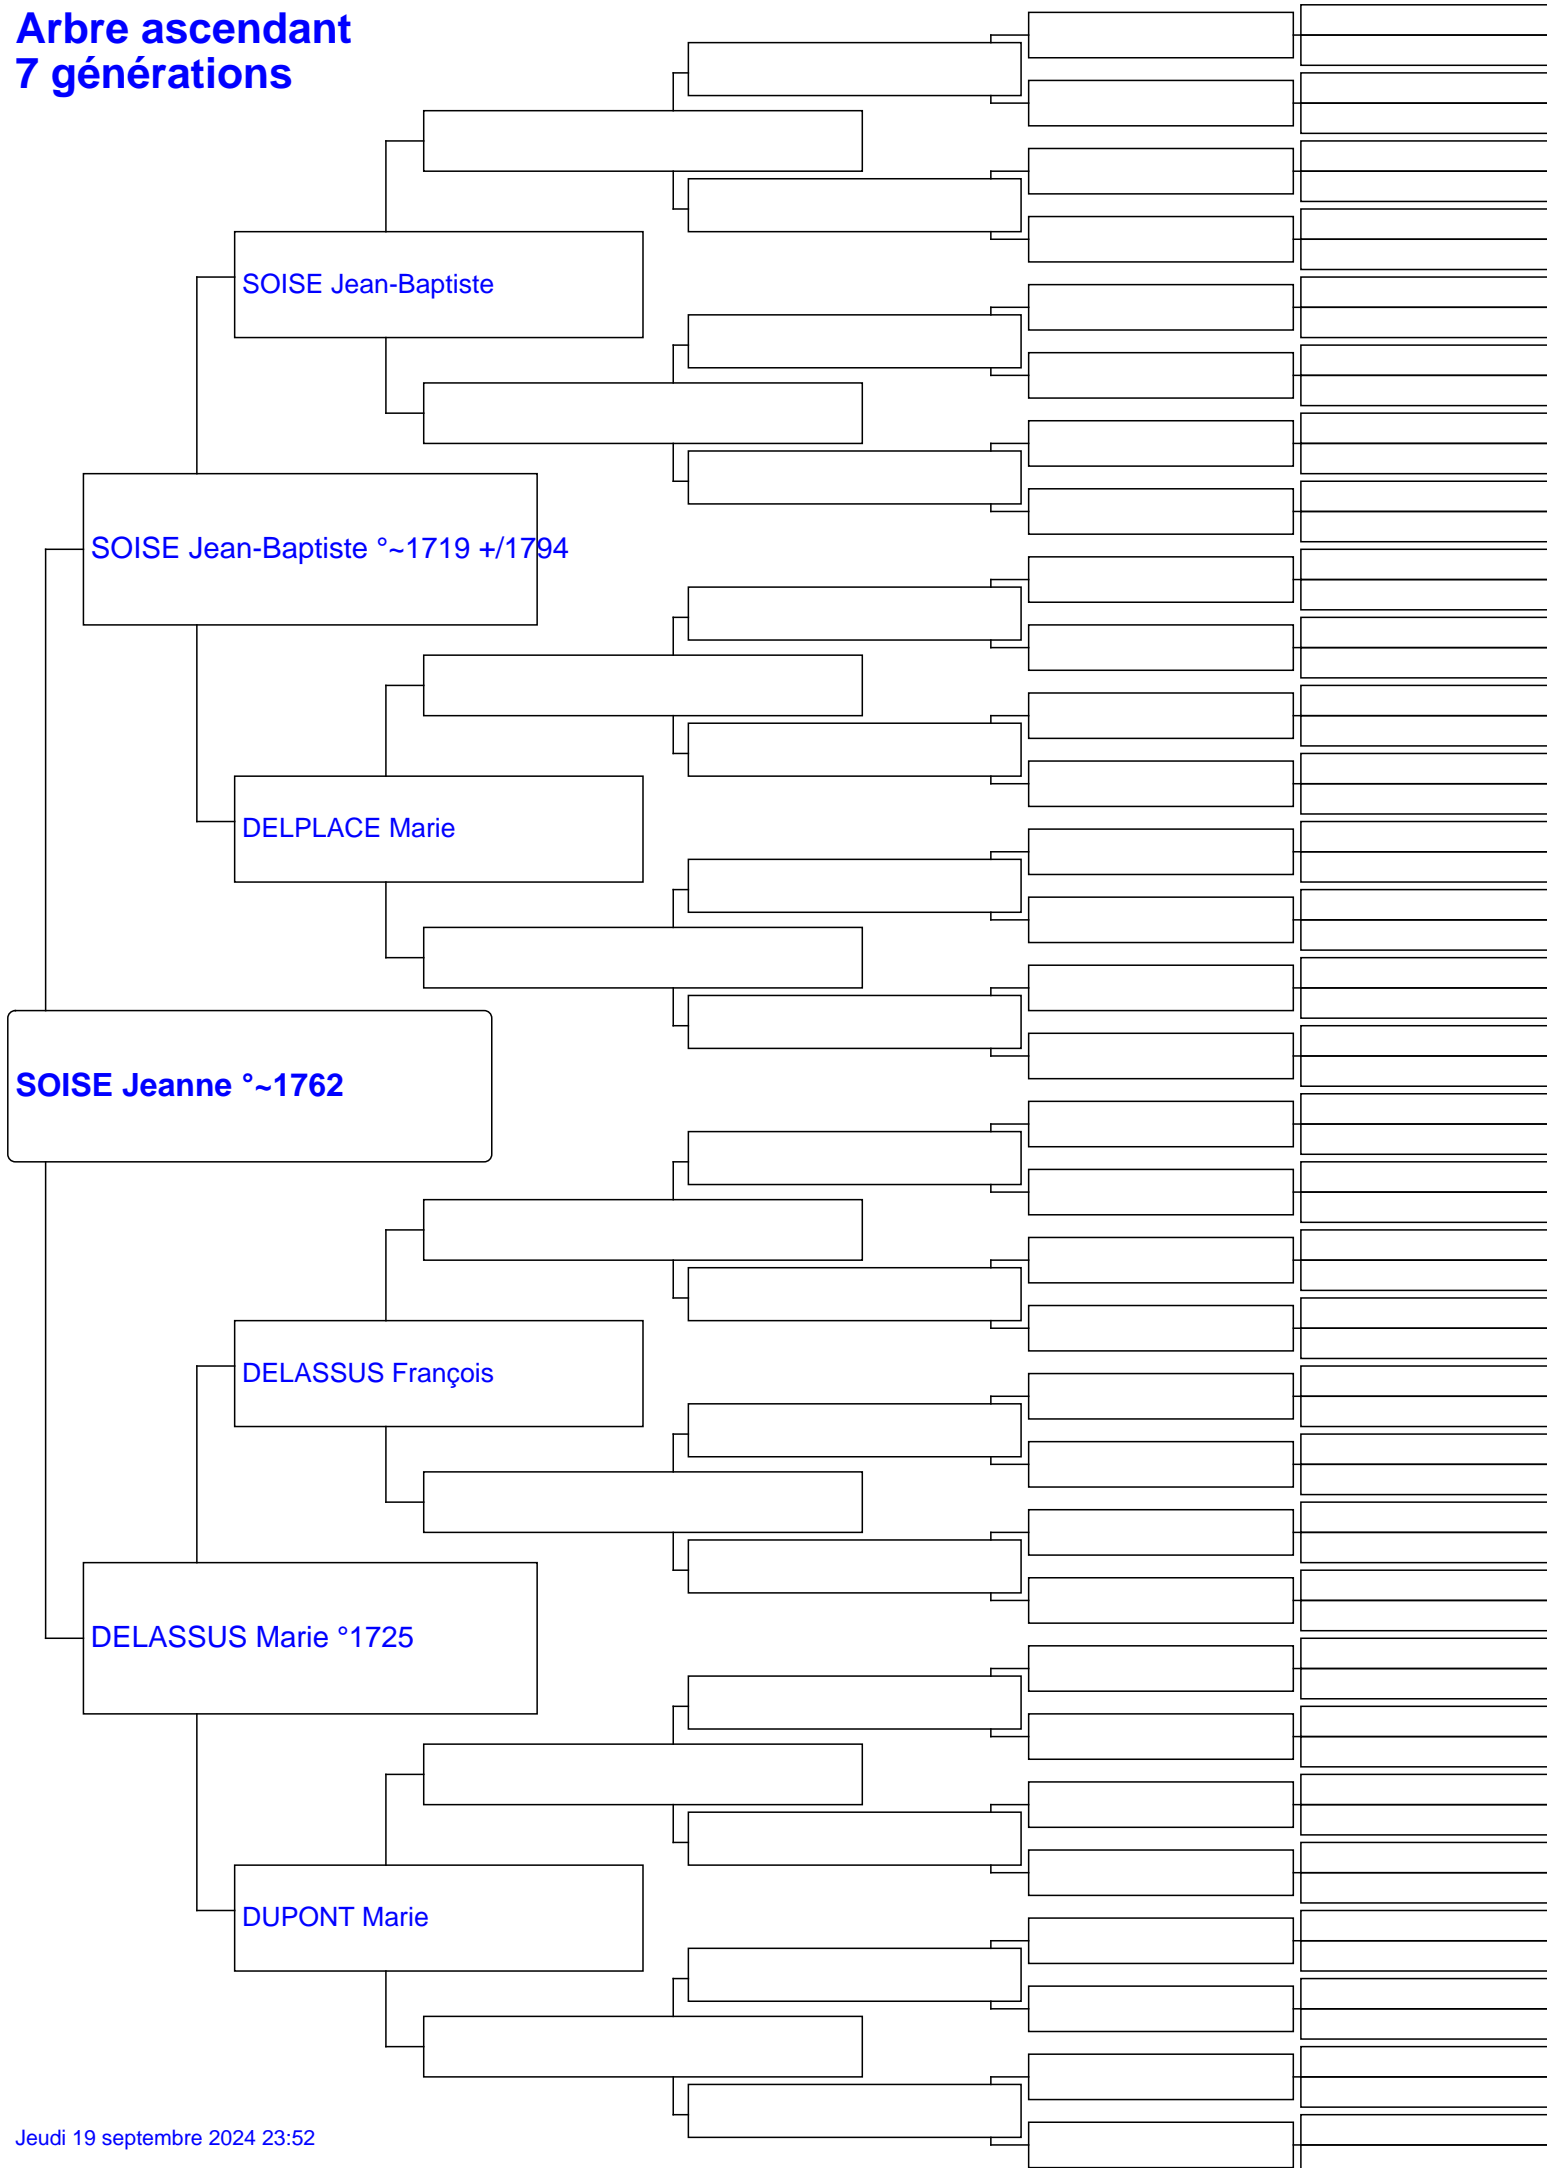 Arbre ascendant
7 générations
SOISE Jean-Baptiste
SOISE Jean-Baptiste °~1719 +/1794
DELPLACE Marie
SOISE Jeanne °~1762
DELASSUS François
DELASSUS Marie °1725
DUPONT Marie
Jeudi 19 septembre 2024 23:52